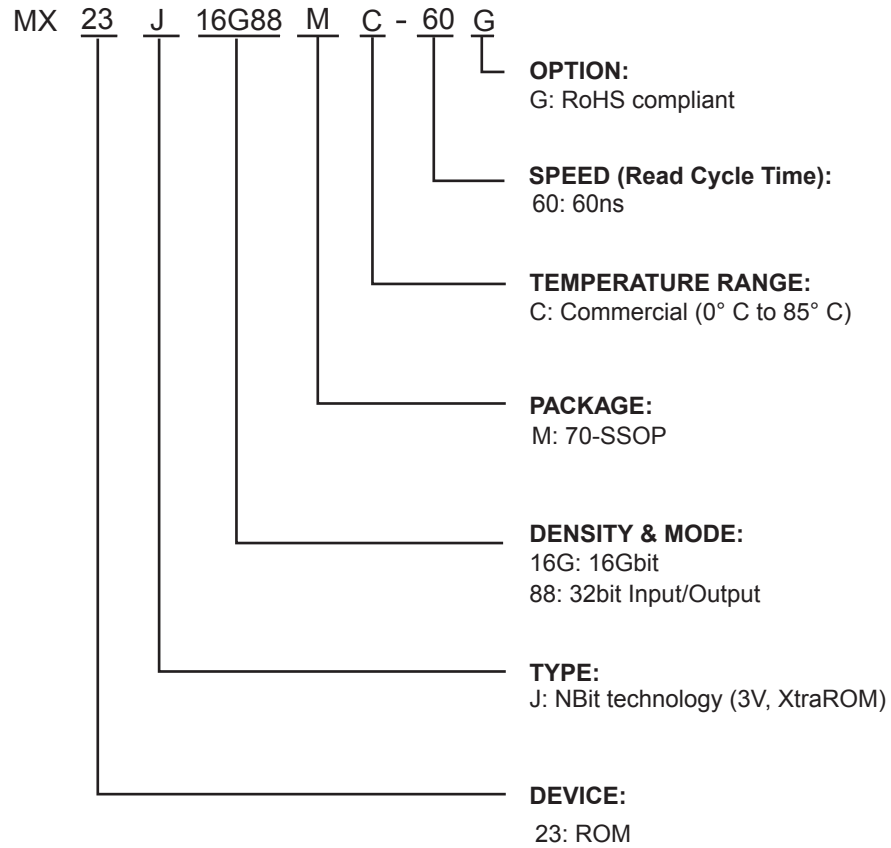 MX 23 J 16G88 M C - 60 G
OPTION:
G: RoHS compliant
SPEED (Read Cycle Time):
60: 60ns
TEMPERATURE RANGE:
C: Commercial (0° C to 85° C)
PACKAGE:
M: 70-SSOP
DENSITY & MODE:
16G: 16Gbit
88: 32bit Input/Output
TYPE:
J: NBit technology (3V, XtraROM)
DEVICE:
23: ROM